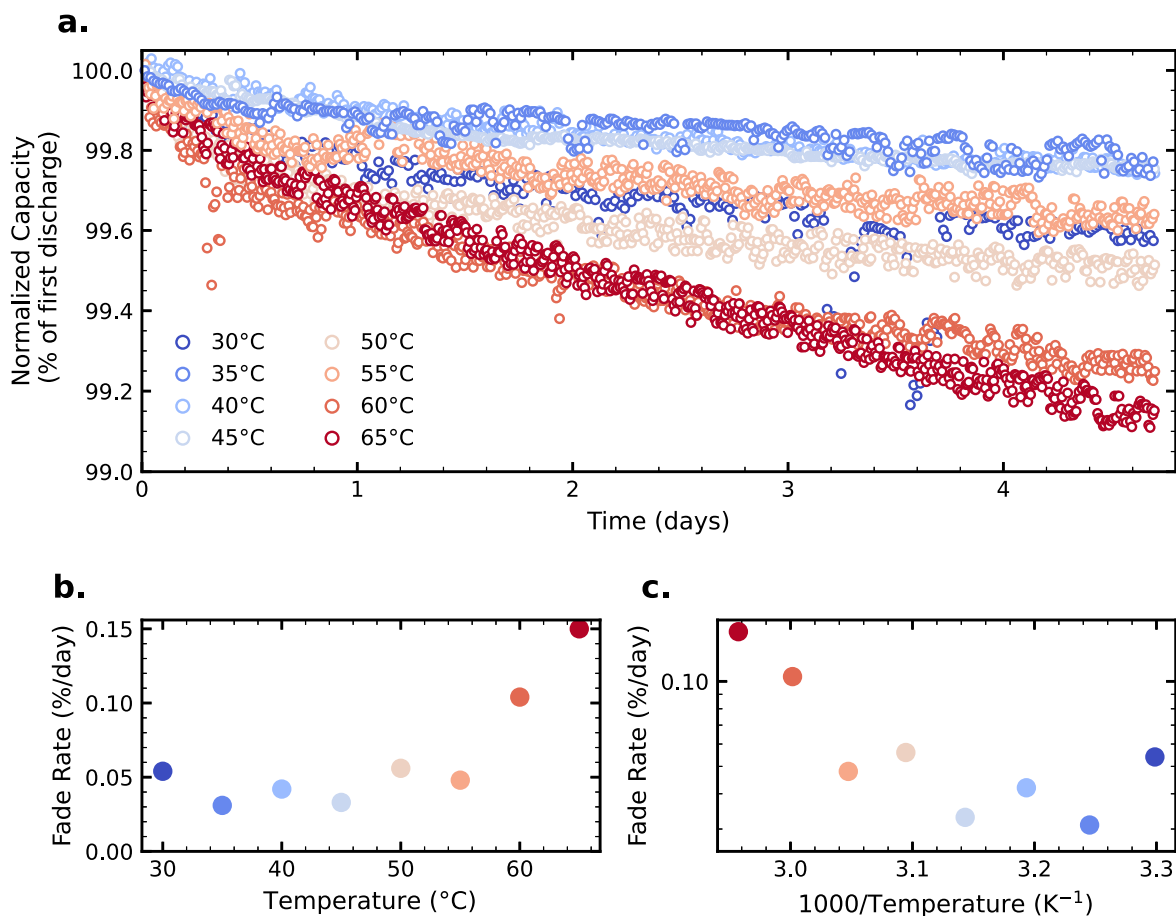 a.
Normalized Capacity
(% of first discharge)
100.0
99.8
99.6
99.4
99.2
99.0
30°C
35°C
40°C
45°C
50°C
55°C
60°C
65°C
0
1
2
3
4
Time (days)
b.
Fade Rate (%/day)
0.15
0.10
0.05
0.00
30
40
50
60
Temperature (°C)
c.
Fade Rate (%/day)
0.10
3.0
3.1
3.2
3.3
1000/Temperature (K⁻¹)